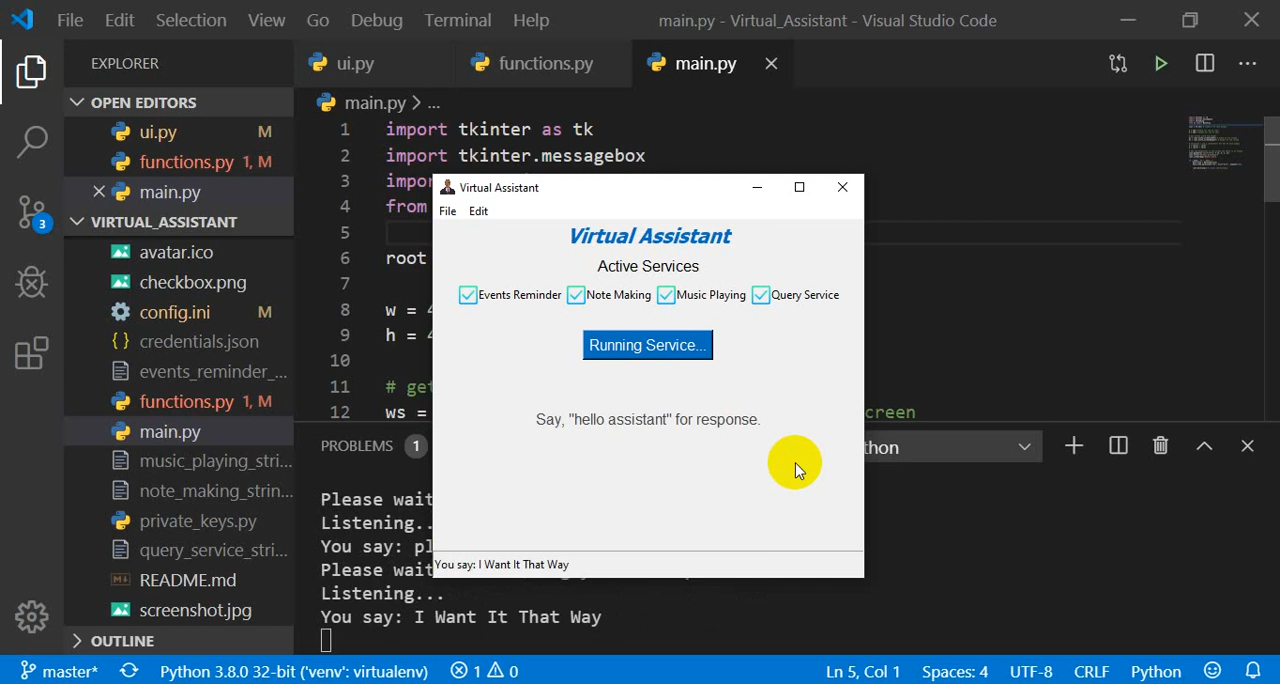 File Edit Selection View Go Debug Terminal Help main.py - Virtual_Assistant - Visual Studio Code
EXPLORER
ui.py functions.py main.py
OPEN EDITORS
ui.py M
functions.py 1, M
main.py
VIRTUAL_ASSISTANT
avatar.ico
checkbox.png
config.ini M
credentials.json
events_reminder_...
functions.py 1, M
main.py
music_playing_stri...
note_making_strin...
private_keys.py
query_service_stri...
README.md
screenshot.jpg
OUTLINE
main.py > ...
1 import tkinter as tk
2 import tkinter.messagebox
3
4 from
5
6 root
7
8 w =
9 h =
10
11 #
12 ws =
Virtual Assistant
File Edit
Virtual Assistant
Active Services
Events Reminder Note Making Music Playing Query Service
Running Service...
Say, "hello assistant" for response.
You say: I Want It That Way
PROBLEMS 1
Please wait
Listening..
You say:
Please wait
Listening...
You say: I Want It That Way
3
master* Python 3.8.0 32-bit ('venv': virtualenv) 1 0 Ln 5, Col 1 Spaces: 4 UTF-8 CRLF Python